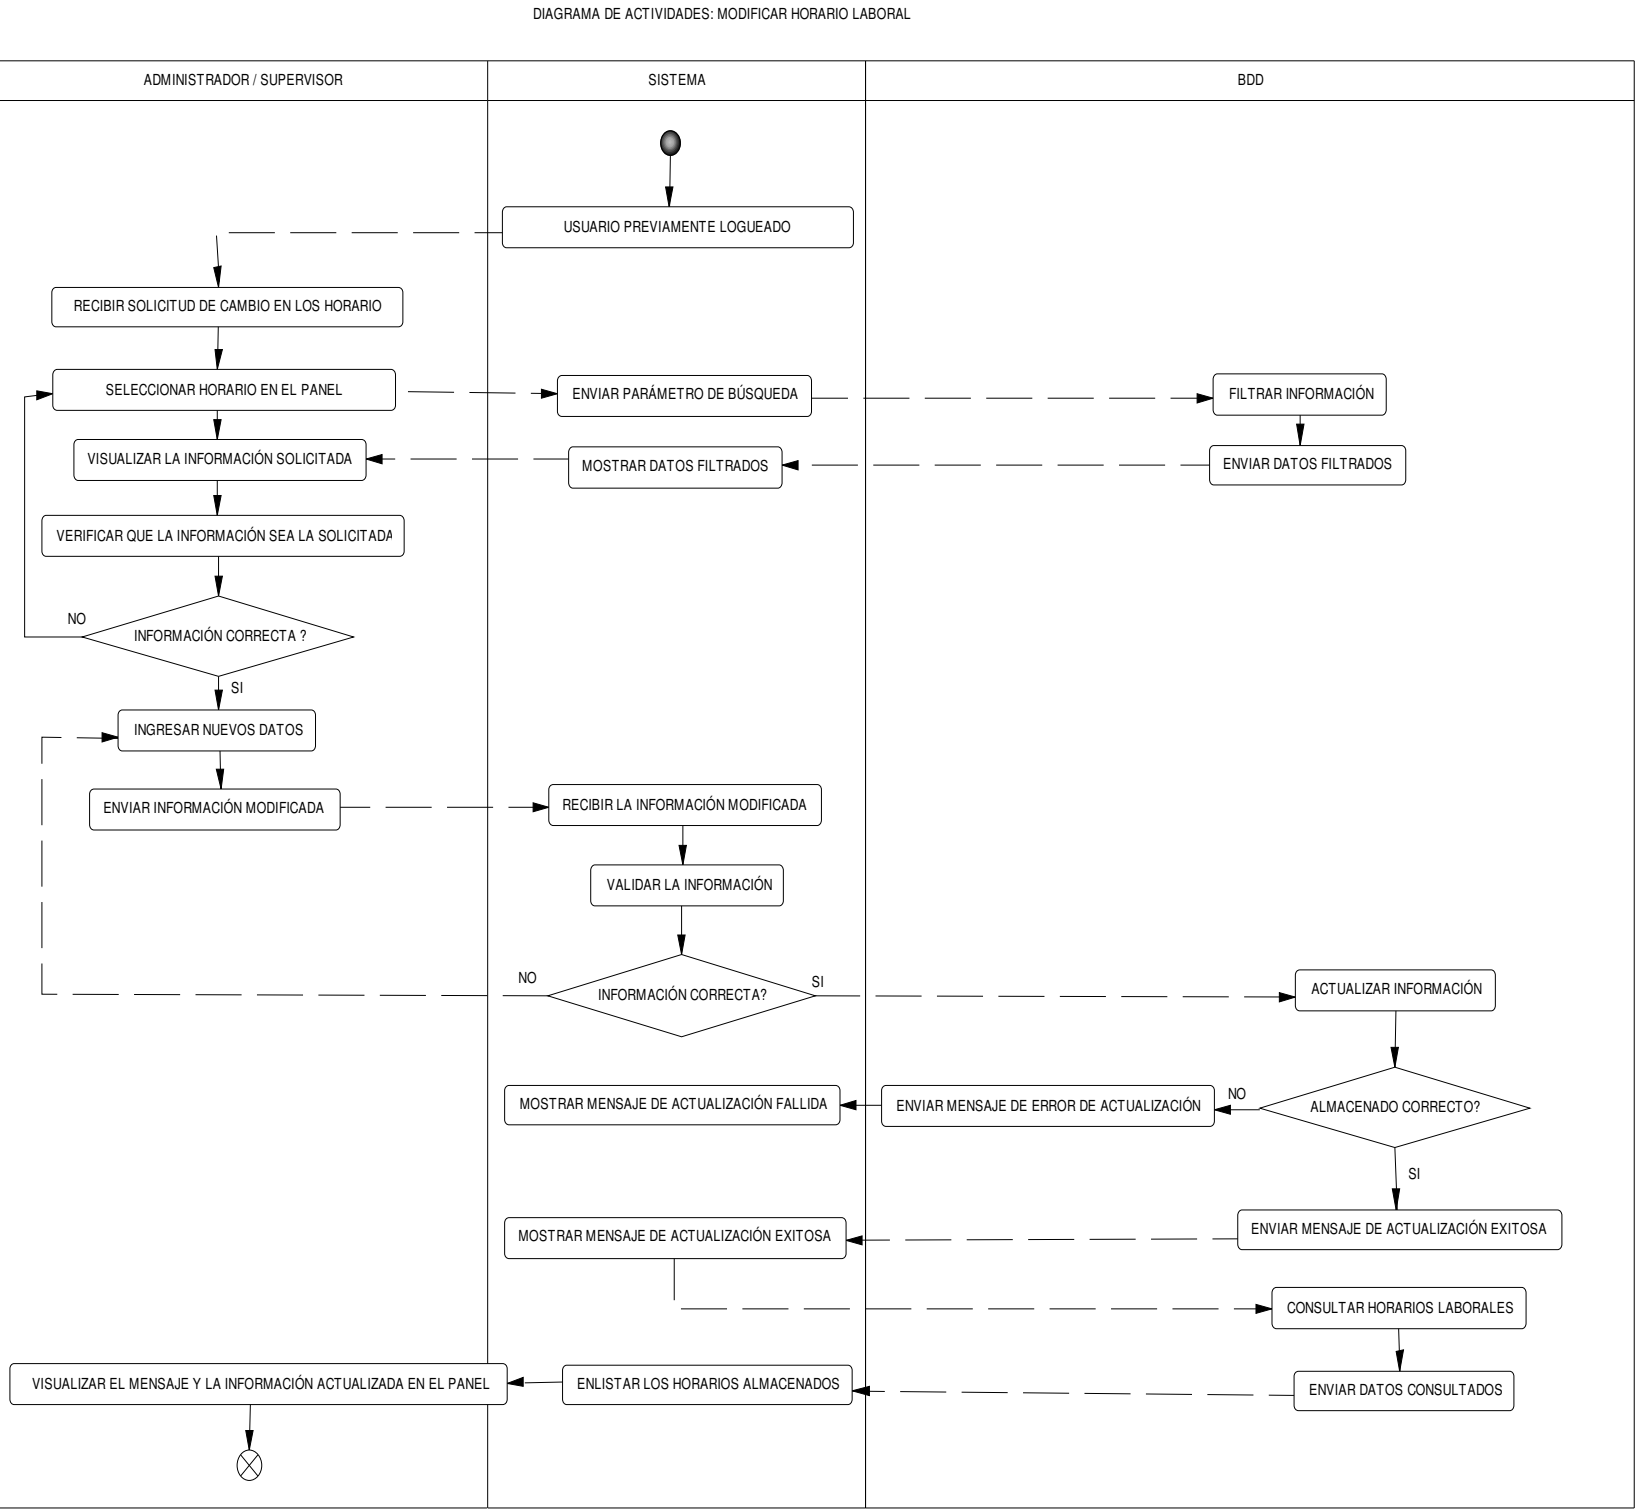 DIAGRAMA DE ACTIVIDADES: MODIFICAR HORARIO LABORAL
ADMINISTRADOR / SUPERVISOR
SISTEMA
BDD
USUARIO PREVIAMENTE LOGUEADO
RECIBIR SOLICITUD DE CAMBIO EN LOS HORARIO
SELECCIONAR HORARIO EN EL PANEL
ENVIAR PARÁMETRO DE BÚSQUEDA
FILTRAR INFORMACIÓN
VISUALIZAR LA INFORMACIÓN SOLICITADA
MOSTRAR DATOS FILTRADOS
ENVIAR DATOS FILTRADOS
VERIFICAR QUE LA INFORMACIÓN SEA LA SOLICITADA
NO
INFORMACIÓN CORRECTA ?
SI
INGRESAR NUEVOS DATOS
ENVIAR INFORMACIÓN MODIFICADA
RECIBIR LA INFORMACIÓN MODIFICADA
VALIDAR LA INFORMACIÓN
NO
INFORMACIÓN CORRECTA?
SI
ACTUALIZAR INFORMACIÓN
MOSTRAR MENSAJE DE ACTUALIZACIÓN FALLIDA
ENVIAR MENSAJE DE ERROR DE ACTUALIZACIÓN
NO
ALMACENADO CORRECTO?
SI
MOSTRAR MENSAJE DE ACTUALIZACIÓN EXITOSA
ENVIAR MENSAJE DE ACTUALIZACIÓN EXITOSA
CONSULTAR HORARIOS LABORALES
VISUALIZAR EL MENSAJE Y LA INFORMACIÓN ACTUALIZADA EN EL PANEL
ENLISTAR LOS HORARIOS ALMACENADOS
ENVIAR DATOS CONSULTADOS